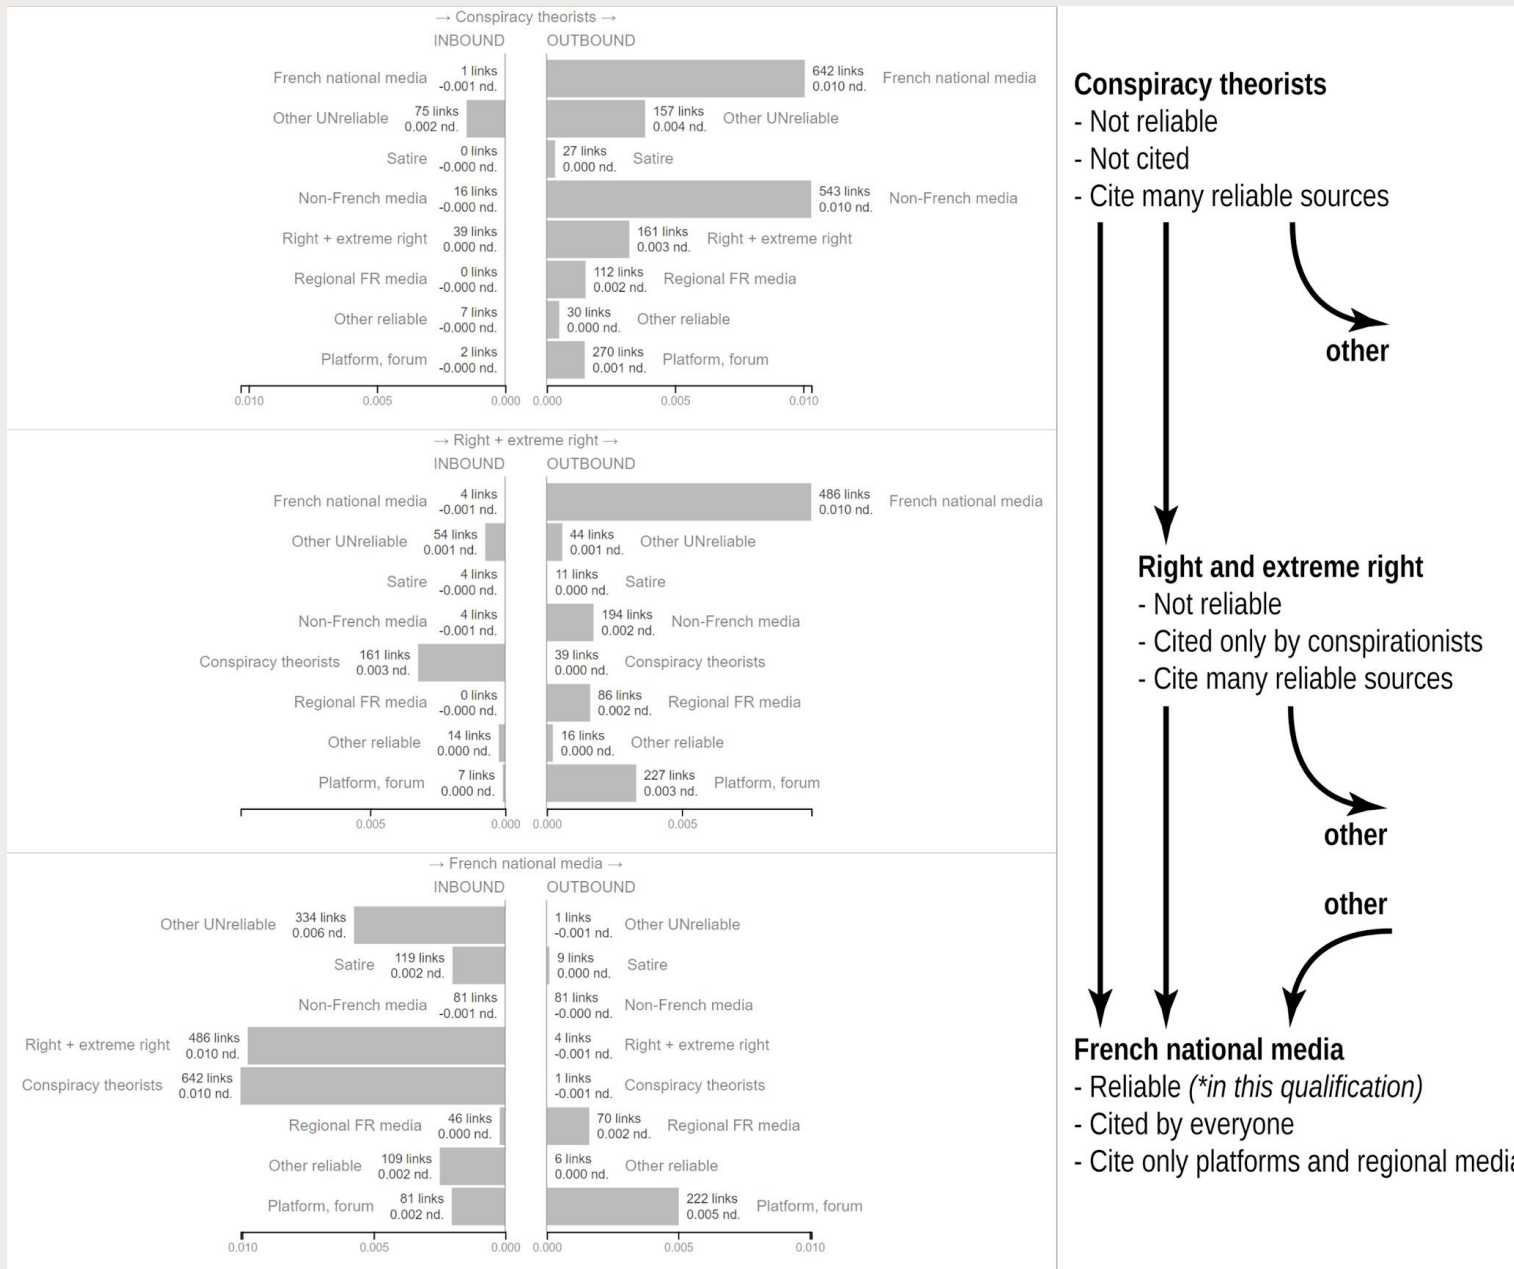 → Conspiracy theorists →
INBOUND OUTBOUND
French national media 1 links -0.001 nd.
642 links 0.010 nd. French national media
Other UNreliable 75 links 0.002 nd.
157 links 0.004 nd. Other UNreliable
Satire 0 links -0.000 nd.
27 links 0.000 nd. Satire
Non-French media 16 links -0.000 nd.
543 links 0.010 nd. Non-French media
Right + extreme right 39 links 0.000 nd.
161 links 0.003 nd. Right + extreme right
Regional FR media 0 links -0.000 nd.
112 links 0.002 nd. Regional FR media
Other reliable 7 links -0.000 nd.
30 links 0.000 nd. Other reliable
Platform, forum 2 links -0.000 nd.
270 links 0.001 nd. Platform, forum
0.010 0.005 0.000 0.000 0.005 0.010
→ Right + extreme right →
INBOUND OUTBOUND
French national media 4 links -0.001 nd.
486 links 0.010 nd. French national media
Other UNreliable 54 links 0.001 nd.
44 links 0.001 nd. Other UNreliable
Satire 4 links -0.000 nd.
11 links 0.000 nd. Satire
Non-French media 4 links -0.001 nd.
194 links 0.002 nd. Non-French media
Conspiracy theorists 161 links 0.003 nd.
39 links 0.000 nd. Conspiracy theorists
Regional FR media 0 links -0.000 nd.
86 links 0.002 nd. Regional FR media
Other reliable 14 links 0.000 nd.
16 links 0.000 nd. Other reliable
Platform, forum 7 links 0.000 nd.
227 links 0.003 nd. Platform, forum
0.005 0.000 0.000 0.005
→ French national media →
INBOUND OUTBOUND
Other UNreliable 334 links 0.006 nd.
1 links -0.001 nd. Other UNreliable
Satire 119 links 0.002 nd.
9 links 0.000 nd. Satire
Non-French media 81 links -0.001 nd.
81 links -0.000 nd. Non-French media
Right + extreme right 486 links 0.010 nd.
4 links -0.001 nd. Right + extreme right
Conspiracy theorists 642 links 0.010 nd.
1 links -0.001 nd. Conspiracy theorists
Regional FR media 46 links 0.000 nd.
70 links 0.002 nd. Regional FR media
Other reliable 109 links 0.002 nd.
6 links 0.000 nd. Other reliable
Platform, forum 81 links 0.002 nd.
222 links 0.005 nd. Platform, forum
0.010 0.005 0.000 0.000 0.005 0.010
Conspiracy theorists
- Not reliable
- Not cited
- Cite many reliable sources
other
Right and extreme right
- Not reliable
- Cited only by conspirationists
- Cite many reliable sources
other
other
French national media
- Reliable (*in this qualification)
- Cited by everyone
- Cite only platforms and regional media